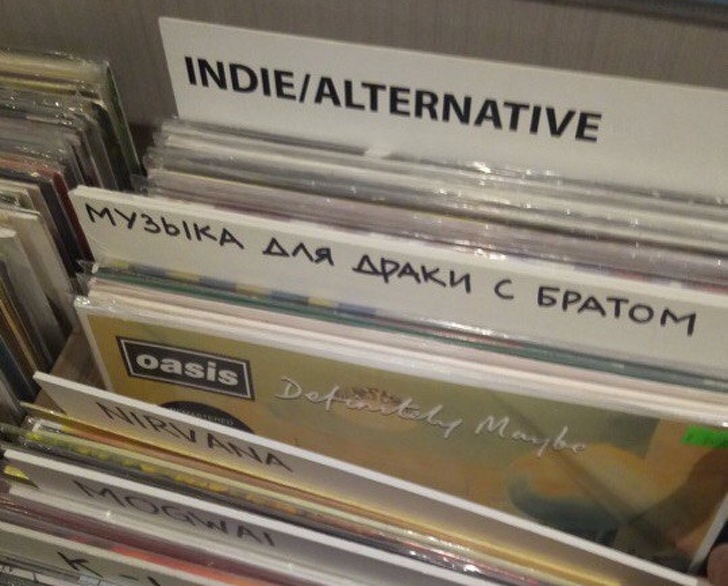 INDIE/ALTERNATIVE
МУЗЫКА ДЛЯ ДРАКИ С БРАТОМ
oasis
Definitely Maybe
NIRVANA
MOGWAI